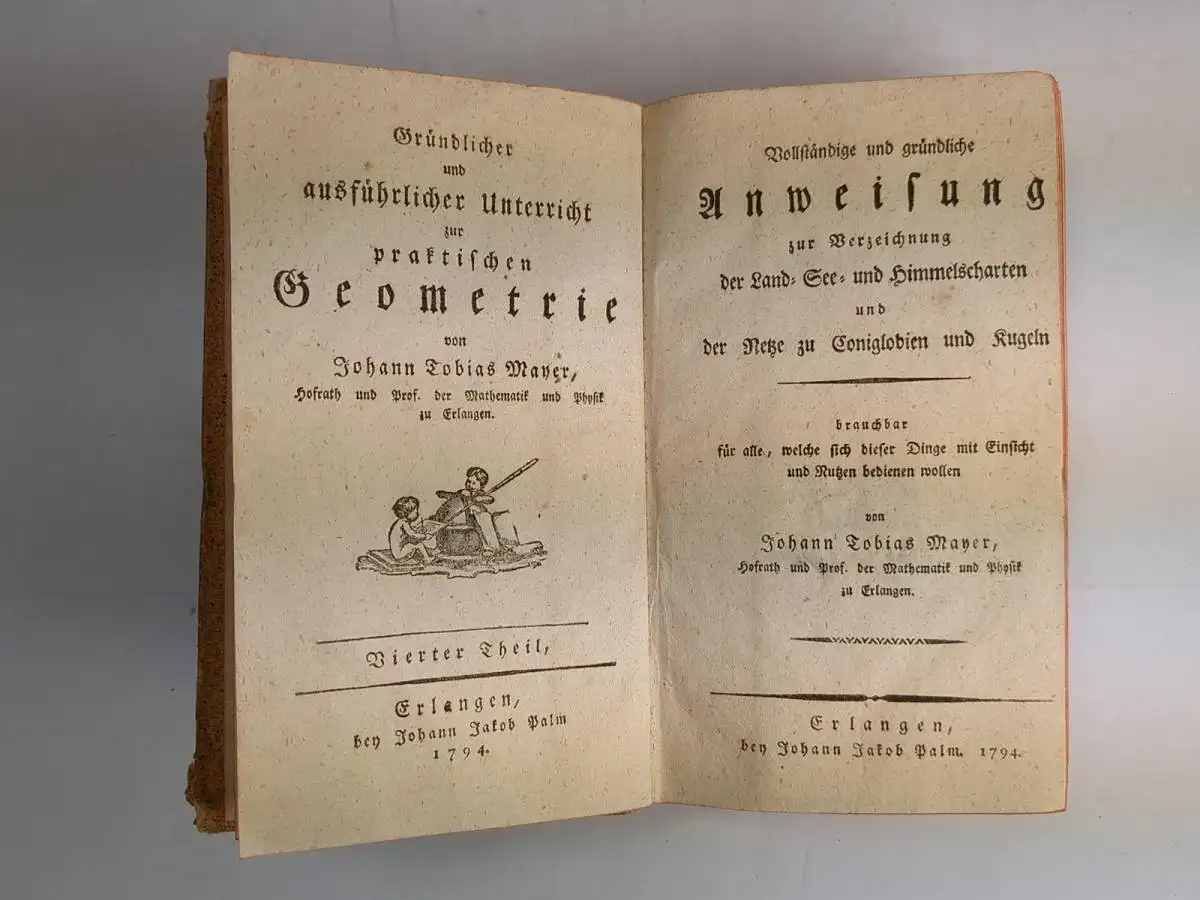 Gründlicher
und
ausführlicher Unterricht
zur
praktischen
Geometrie
von
Johann Tobias Mayer,
Hofrath und Prof. der Mathematik und Physik
zu Erlangen.
Vierter Theil,
Erlangen,
bey Johann Jakob Palm
1794.
Vollständige und gründliche
Anweisung
zur Verzeichnung
der Land- See- und Himmelscharten
und
der Netze zu Coniglobien und Kugeln
brauchbar
für alle, welche sich dieser Dinge mit Einsicht
und Nutzen bedienen wollen
von
Johann Tobias Mayer,
Hofrath und Prof. der Mathematik und Physik
zu Erlangen.
Erlangen,
bey Johann Jakob Palm. 1794.